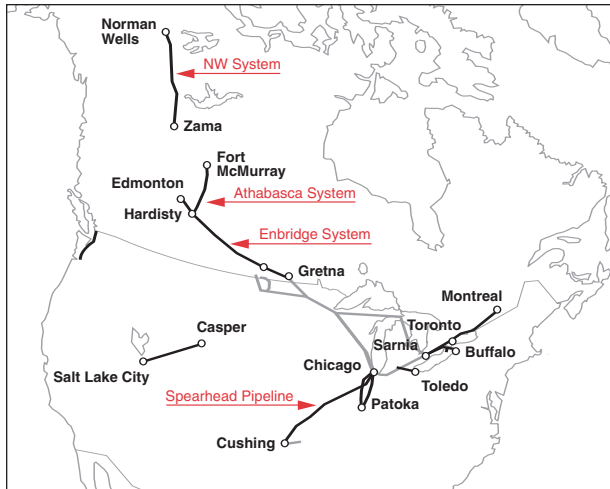 Norman
Wells
NW System
Zama
Fort
McMurray
Edmonton
Athabasca System
Hardisty
Enbridge System
Gretna
Montreal
Casper
Toronto
Sarnia
Buffalo
Chicago
Salt Lake City
Toledo
Spearhead Pipeline
Patoka
Cushing